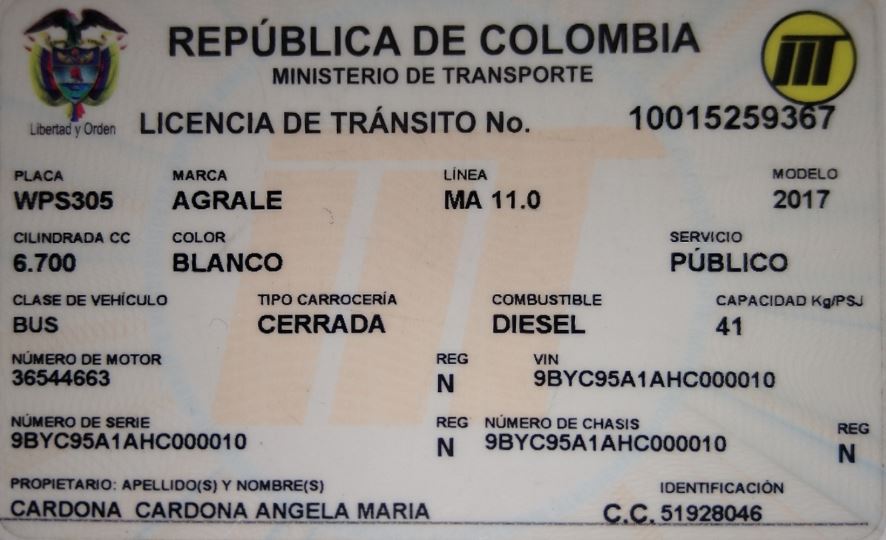 REPÚBLICA DE COLOMBIA
MINISTERIO DE TRANSPORTE
Libertad y Orden
LICENCIA DE TRÁNSITO No. 10015259367
PLACA MARCA LÍNEA MODELO
WPS305 AGRALE MA 11.0 2017
CILINDRADA CC COLOR SERVICIO
6.700 BLANCO PÚBLICO
CLASE DE VEHÍCULO TIPO CARROCERÍA COMBUSTIBLE CAPACIDAD Kg/PSJ
BUS CERRADA DIESEL 41
NÚMERO DE MOTOR REG VIN
36544663 N 9BYC95A1AHC000010
NÚMERO DE SERIE REG NÚMERO DE CHASIS REG
9BYC95A1AHC000010 N 9BYC95A1AHC000010 N
PROPIETARIO: APELLIDO(S) Y NOMBRE(S) IDENTIFICACIÓN
CARDONA CARDONA ANGELA MARIA C.C. 51928046